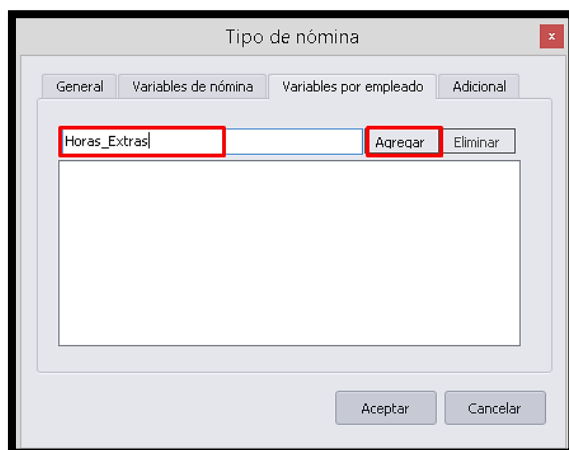 Tipo de nómina
x
General Variables de nómina Variables por empleado Adicional
Horas_Extras Agregar Eliminar
Aceptar Cancelar